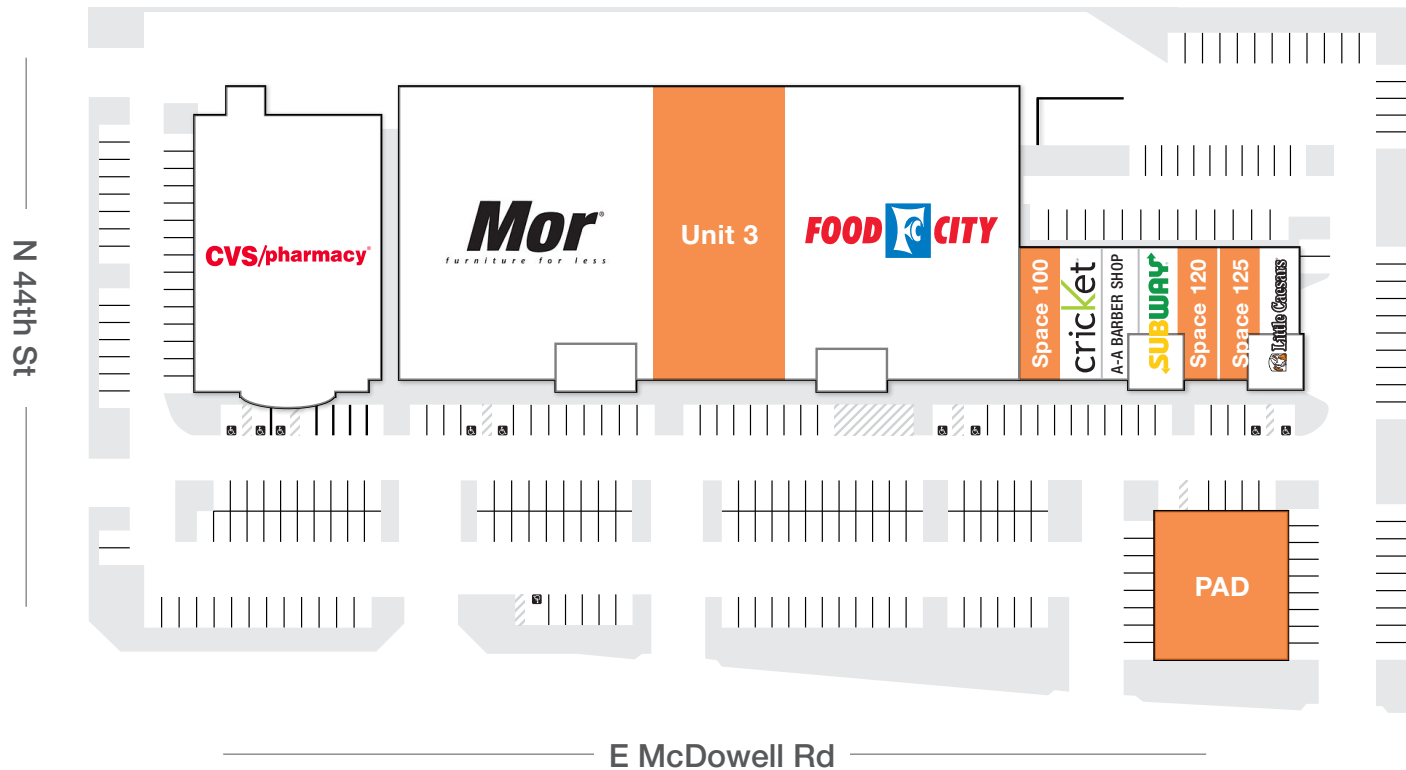 N 44th St
CVS/pharmacy®
Mor®
furniture for less
Unit 3
FOOD FC CITY
Space 100
cricket
A-A BARBER SHOP
SUBWAY
Space 120
Space 125
Little Caesars
PAD
E McDowell Rd